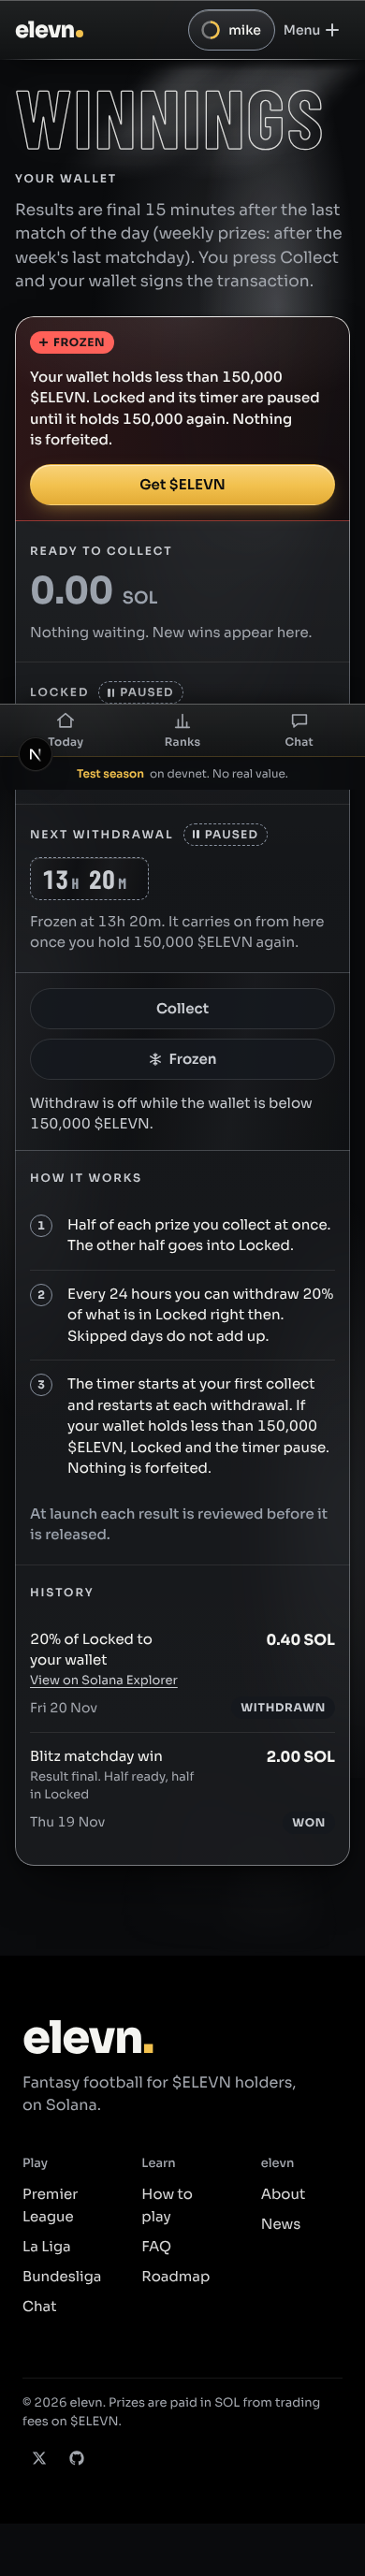 elevn.
mike
Menu
WINNINGS
YOUR WALLET
Results are final 15 minutes after the last
match of the day (weekly prizes: after the
week's last matchday). You press Collect
and your wallet signs the transaction.
FROZEN
Your wallet holds less than 150,000
$ELEVN. Locked and its timer are paused
until it holds 150,000 again. Nothing
is forfeited.
Get $ELEVN
READY TO COLLECT
0.00 SOL
Nothing waiting. New wins appear here.
LOCKED PAUSED
Today Ranks Chat
N
Test season on devnet. No real value.
NEXT WITHDRAWAL PAUSED
13H 20M
Frozen at 13h 20m. It carries on from here
once you hold 150,000 $ELEVN again.
Collect
Frozen
Withdraw is off while the wallet is below
150,000 $ELEVN.
HOW IT WORKS
1 Half of each prize you collect at once.
The other half goes into Locked.
2 Every 24 hours you can withdraw 20%
of what is in Locked right then.
Skipped days do not add up.
3 The timer starts at your first collect
and restarts at each withdrawal. If
your wallet holds less than 150,000
$ELEVN, Locked and the timer pause.
Nothing is forfeited.
At launch each result is reviewed before it
is released.
HISTORY
20% of Locked to 0.40 SOL
your wallet
View on Solana Explorer
Fri 20 Nov WITHDRAWN
Blitz matchday win 2.00 SOL
Result final. Half ready, half
in Locked
Thu 19 Nov WON
elevn.
Fantasy football for $ELEVN holders,
on Solana.
Play Learn elevn
Premier How to About
League play News
La Liga FAQ
Bundesliga Roadmap
Chat
© 2026 elevn. Prizes are paid in SOL from trading
fees on $ELEVN.